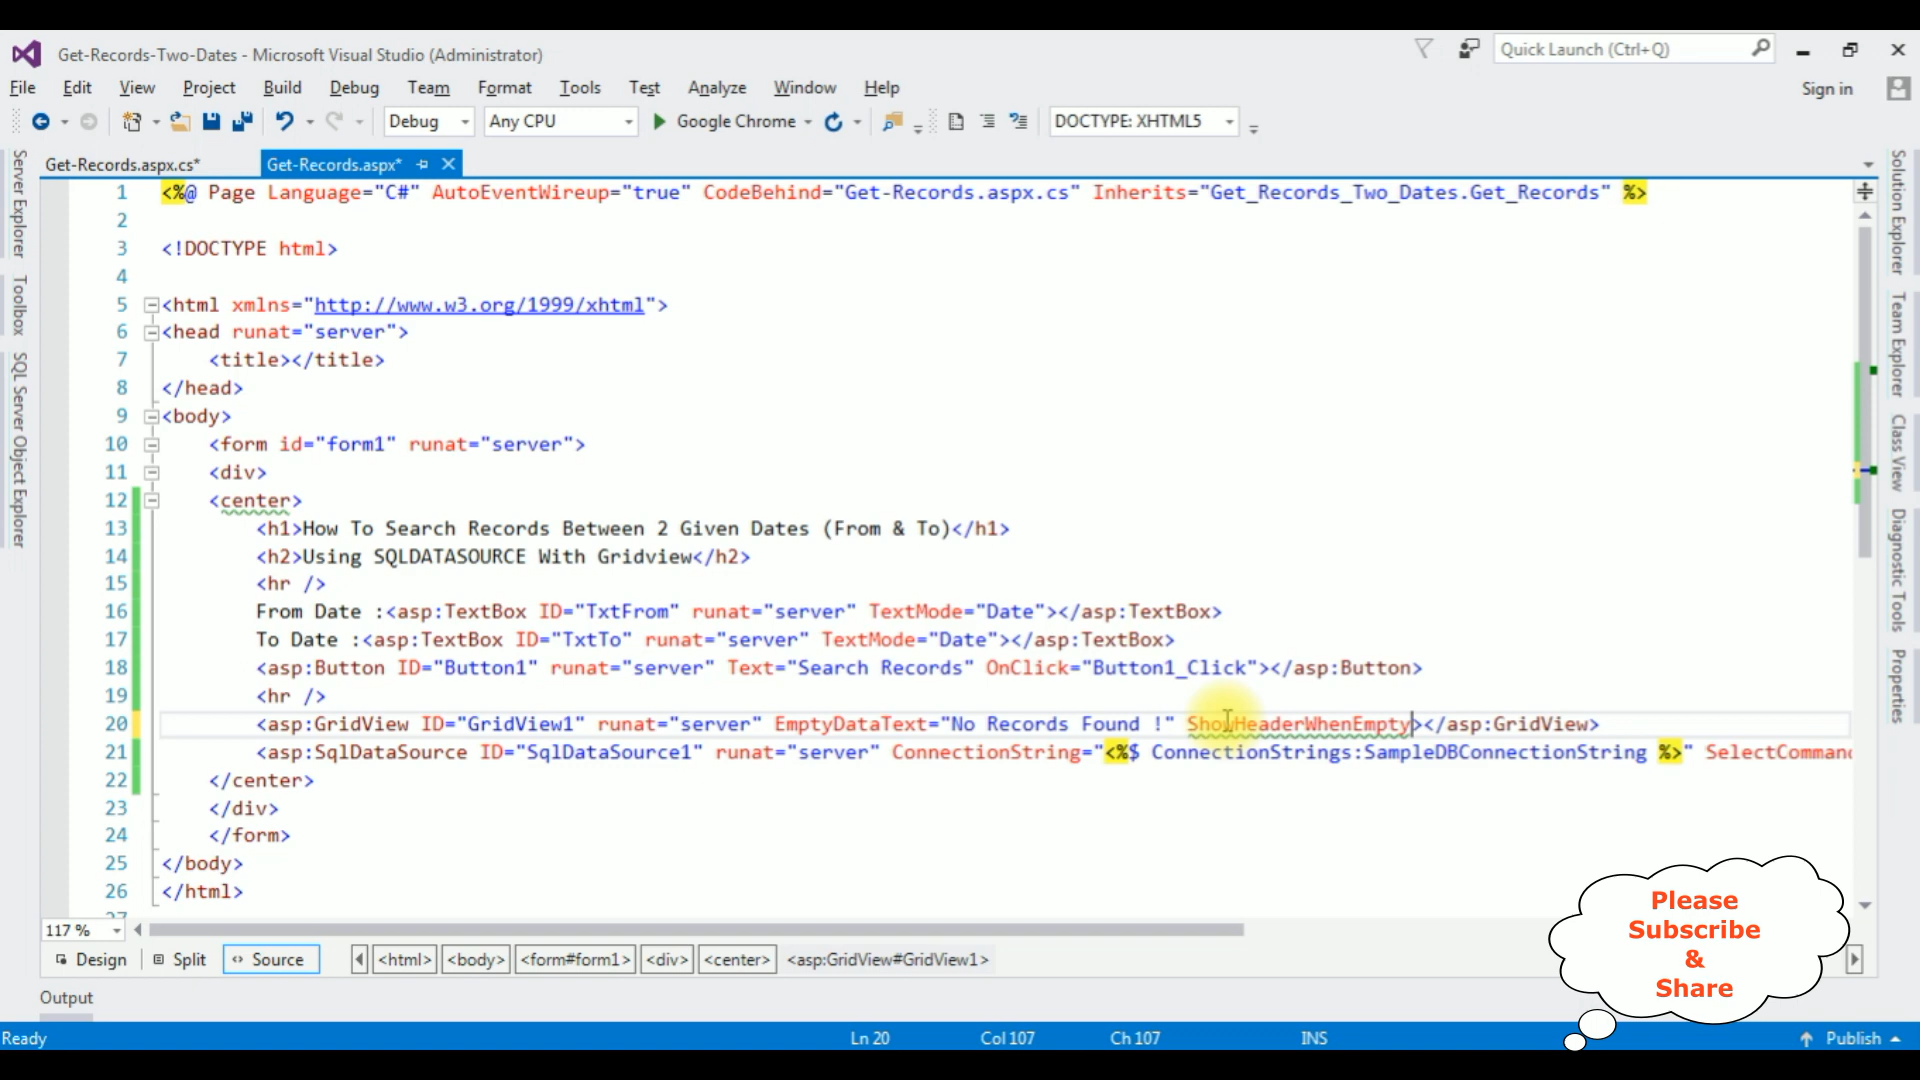 Get-Records-Two-Dates - Microsoft Visual Studio (Administrator)
Quick Launch (Ctrl+Q)
File Edit View Project Build Debug Team Format Tools Test Analyze Window Help
Sign in
Debug Any CPU Google Chrome DOCTYPE: XHTML5
Get-Records.aspx.cs* Get-Records.aspx*
Server Explorer
Toolbox
SQL Server Object Explorer
1 <%@ Page Language="C#" AutoEventWireup="true" CodeBehind="Get-Records.aspx.cs" Inherits="Get_Records_Two_Dates.Get_Records" %>
2
3 <!DOCTYPE html>
4
5 <html xmlns="http://www.w3.org/1999/xhtml">
6 <head runat="server">
7 <title></title>
8 </head>
9 <body>
10 <form id="form1" runat="server">
11 <div>
12 <center>
13 <h1>How To Search Records Between 2 Given Dates (From & To)</h1>
14 <h2>Using SQLDATASOURCE With Gridview</h2>
15 <hr />
16 From Date :<asp:TextBox ID="TxtFrom" runat="server" TextMode="Date"></asp:TextBox>
17 To Date :<asp:TextBox ID="TxtTo" runat="server" TextMode="Date"></asp:TextBox>
18 <asp:Button ID="Button1" runat="server" Text="Search Records" OnClick="Button1_Click"></asp:Button>
19 <hr />
20 <asp:GridView ID="GridView1" runat="server" EmptyDataText="No Records Found !" ShowHeaderWhenEmpty></asp:GridView>
21 <asp:SqlDataSource ID="SqlDataSource1" runat="server" ConnectionString="<%$ ConnectionStrings:SampleDBConnectionString %>" SelectCommand
22 </center>
23 </div>
24 </form>
25 </body>
26 </html>
27
Solution Explorer
Team Explorer
Class View
Diagnostic Tools
Properties
117 %
Design Split Source <html> <body> <form#form1> <div> <center> <asp:GridView#GridView1>
Output
Ready Ln 20 Col 107 Ch 107 INS Publish
Please
Subscribe
&
Share